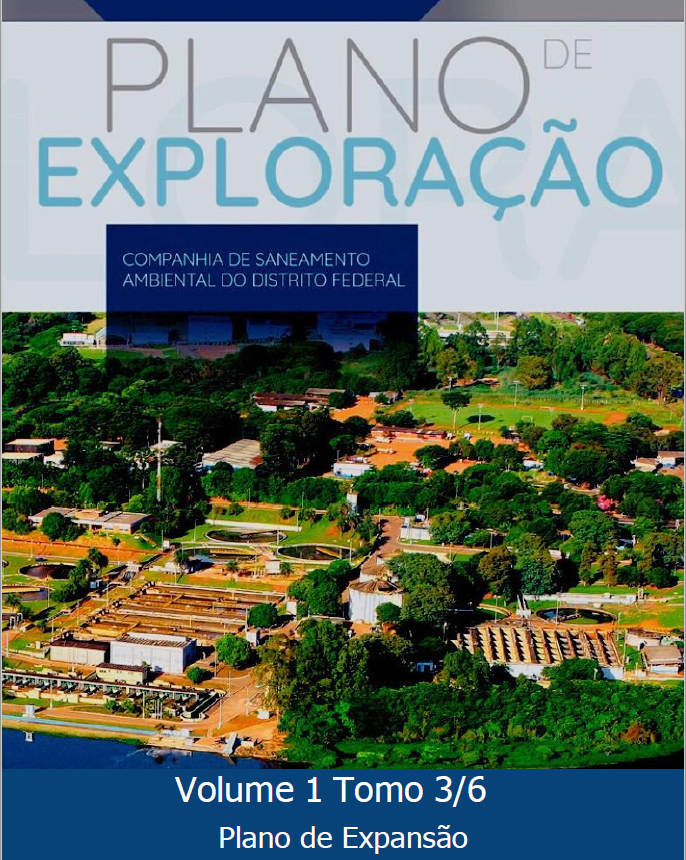 PLANO DE
EXPLORAÇÃO
COMPANHIA DE SANEAMENTO
AMBIENTAL DO DISTRITO FEDERAL
Volume 1 Tomo 3/6
Plano de Expansão